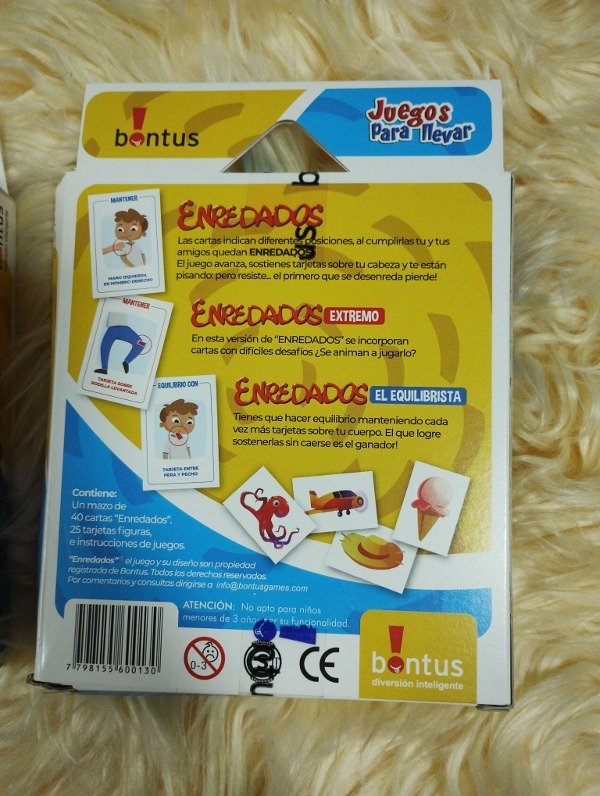 bontus
Juegos
Para llevar
MANTENER
MANO IZQUIERDA
EN HOMBRO DERECHO
ENREDADOS
Las cartas indican diferentes posiciones, al cumplirlas tu y tus
amigos quedan ENREDADOS
El juego avanza, sostienes tarjetas sobre tu cabeza y te están
pisando; pero resiste... el primero que se desenreda pierde!
MANTENER
TARJETA SOBRE
RODILLA LEVANTADA
ENREDADOS EXTREMO
En esta versión de "ENREDADOS" se incorporan
cartas con difíciles desafíos ¿Se animan a jugarlo?
EQUILIBRIO CON
TARJETA ENTRE
PERA Y PECHO
ENREDADOS EL EQUILIBRISTA
Tienes que hacer equilibrio manteniendo cada
vez más tarjetas sobre tu cuerpo. El que logre
sostenerlas sin caerse es el ganador!
Contiene:
Un mazo de
40 cartas "Enredados",
25 tarjetas figuras,
e instrucciones de juegos.
"Enredados" el juego y su diseño son propiedad
registrada de Bontus. Todos los derechos reservados.
Por comentarios y consultas dirigirse a info@bontusgames.com
ATENCIÓN: No apto para niños
menores de 3 años por su funcionalidad.
7 798155 600130
0-3
S
CE
bontus
diversión inteligente